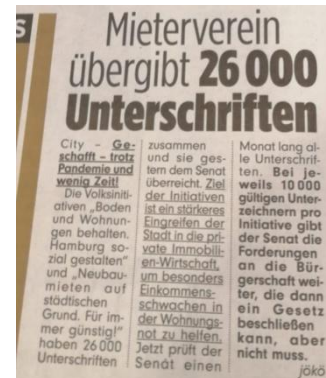 S
Mieterverein
übergibt 26 000
Unterschriften
City – Ge-
schafft – trotz
Pandemie und
wenig Zeit!
Die Volksiniti-
ativen „Boden
und Wohnun-
gen behalten.
Hamburg so-
zial gestalten“
und „Neubau-
mieten auf
städtischen
Grund. Für im-
mer günstig!“
haben 26 000
Unterschriften
zusammen
und sie ges-
tern dem Senat
überreicht. Ziel
der Initiativen
ist ein stärkeres
Eingreifen der
Stadt in die pri-
vate Immobili-
en-Wirtschaft,
um besonders
Einkommens-
schwachen in
der Wohnungs-
not zu helfen.
Jetzt prüft der
Senat einen
Monat lang al-
le Unterschrif-
ten. Bei je-
weils 10 000
gültigen Unter-
zeichnern pro
Initiative gibt
der Senat die
Forderungen
an die Bür-
gerschaft wei-
ter, die dann
ein Gesetz
beschließen
kann, aber
nicht muss.
jökö